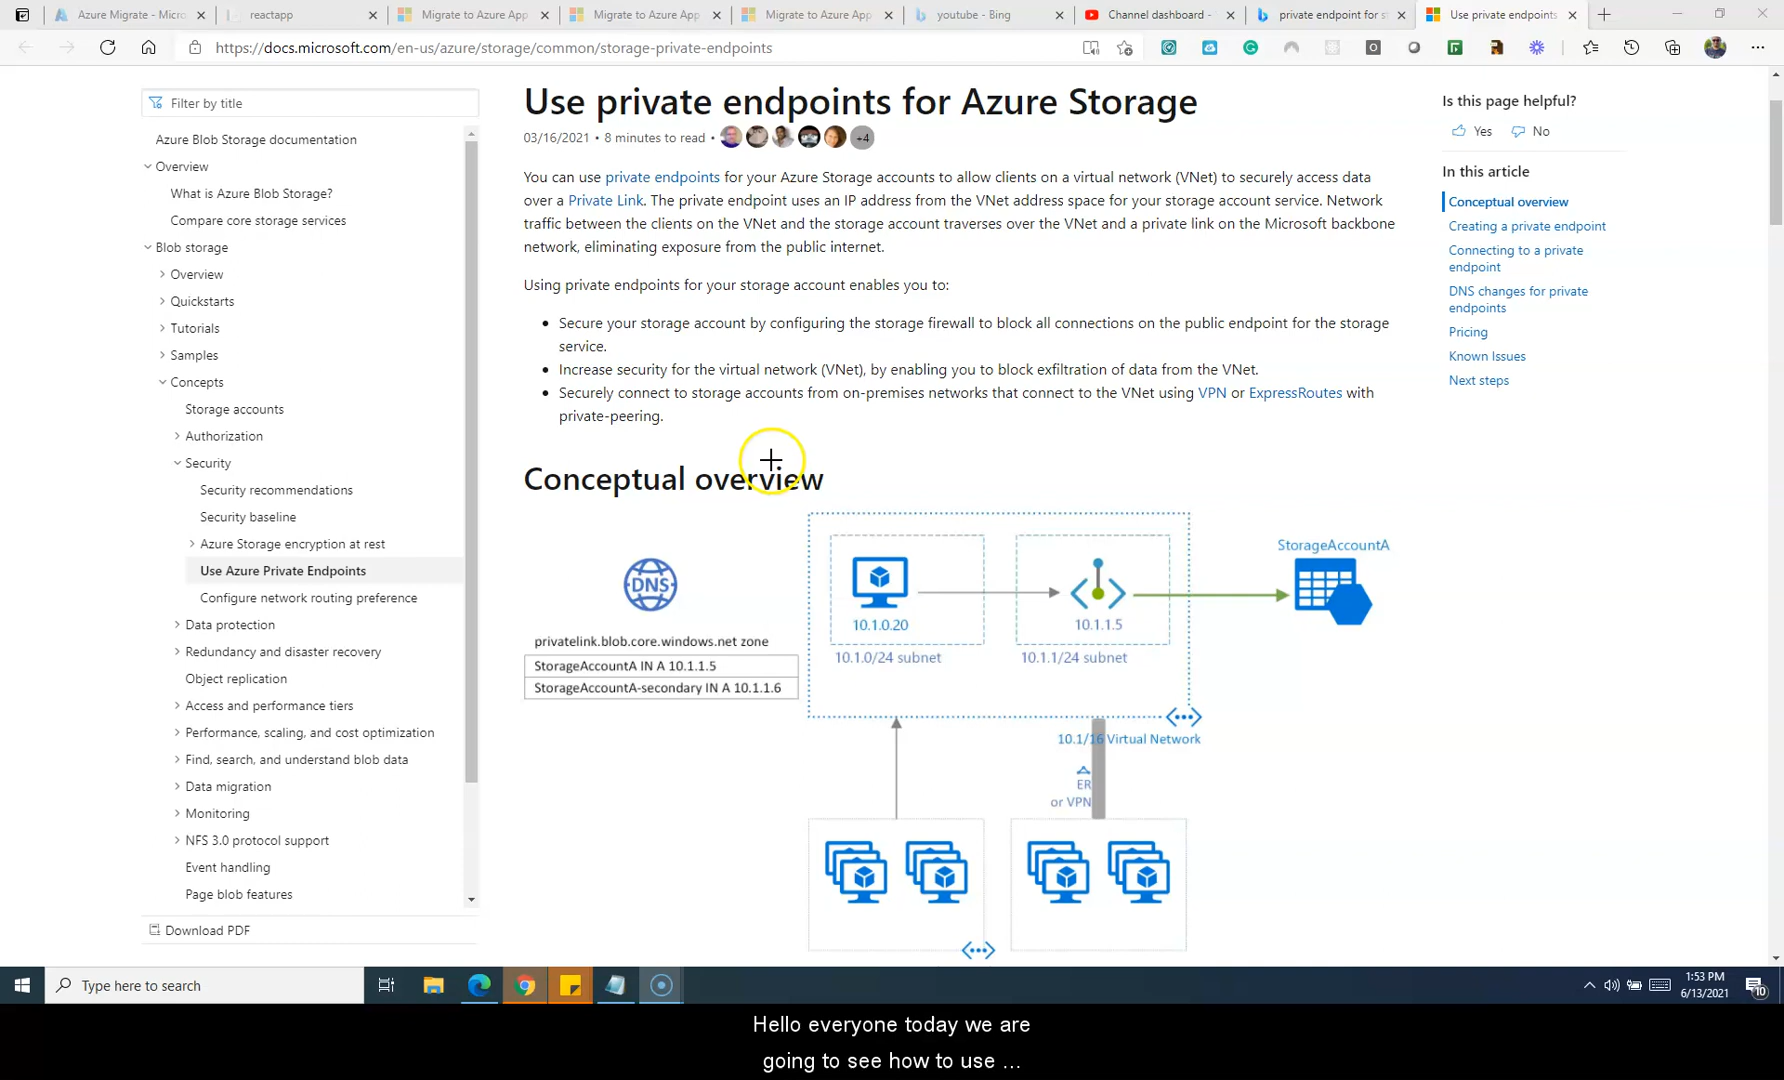 Azure Migrate - Micro
reactapp
Migrate to Azure App
Migrate to Azure App
Migrate to Azure App
youtube - Bing
Channel dashboard -
private endpoint for st
Use private endpoints
https://docs.microsoft.com/en-us/azure/storage/common/storage-private-endpoints
Filter by title
Azure Blob Storage documentation
Overview
What is Azure Blob Storage?
Compare core storage services
Blob storage
Overview
Quickstarts
Tutorials
Samples
Concepts
Storage accounts
Authorization
Security
Security recommendations
Security baseline
Azure Storage encryption at rest
Use Azure Private Endpoints
Configure network routing preference
Data protection
Redundancy and disaster recovery
Object replication
Access and performance tiers
Performance, scaling, and cost optimization
Find, search, and understand blob data
Data migration
Monitoring
NFS 3.0 protocol support
Event handling
Page blob features
Download PDF
Use private endpoints for Azure Storage
03/16/2021 • 8 minutes to read •
+4
You can use private endpoints for your Azure Storage accounts to allow clients on a virtual network (VNet) to securely access data
over a Private Link. The private endpoint uses an IP address from the VNet address space for your storage account service. Network
traffic between the clients on the VNet and the storage account traverses over the VNet and a private link on the Microsoft backbone
network, eliminating exposure from the public internet.
Using private endpoints for your storage account enables you to:
• Secure your storage account by configuring the storage firewall to block all connections on the public endpoint for the storage
service.
• Increase security for the virtual network (VNet), by enabling you to block exfiltration of data from the VNet.
• Securely connect to storage accounts from on-premises networks that connect to the VNet using VPN or ExpressRoutes with
private-peering.
Conceptual overview
DNS
privatelink.blob.core.windows.net zone
StorageAccountA IN A 10.1.1.5
StorageAccountA-secondary IN A 10.1.1.6
10.1.0.20
10.1.0/24 subnet
10.1.1.5
10.1.1/24 subnet
StorageAccountA
10.1/16 Virtual Network
ER
or VPN
Is this page helpful?
Yes
No
In this article
Conceptual overview
Creating a private endpoint
Connecting to a private
endpoint
DNS changes for private
endpoints
Pricing
Known Issues
Next steps
Type here to search
1:53 PM
6/13/2021
10
Hello everyone today we are
going to see how to use ...